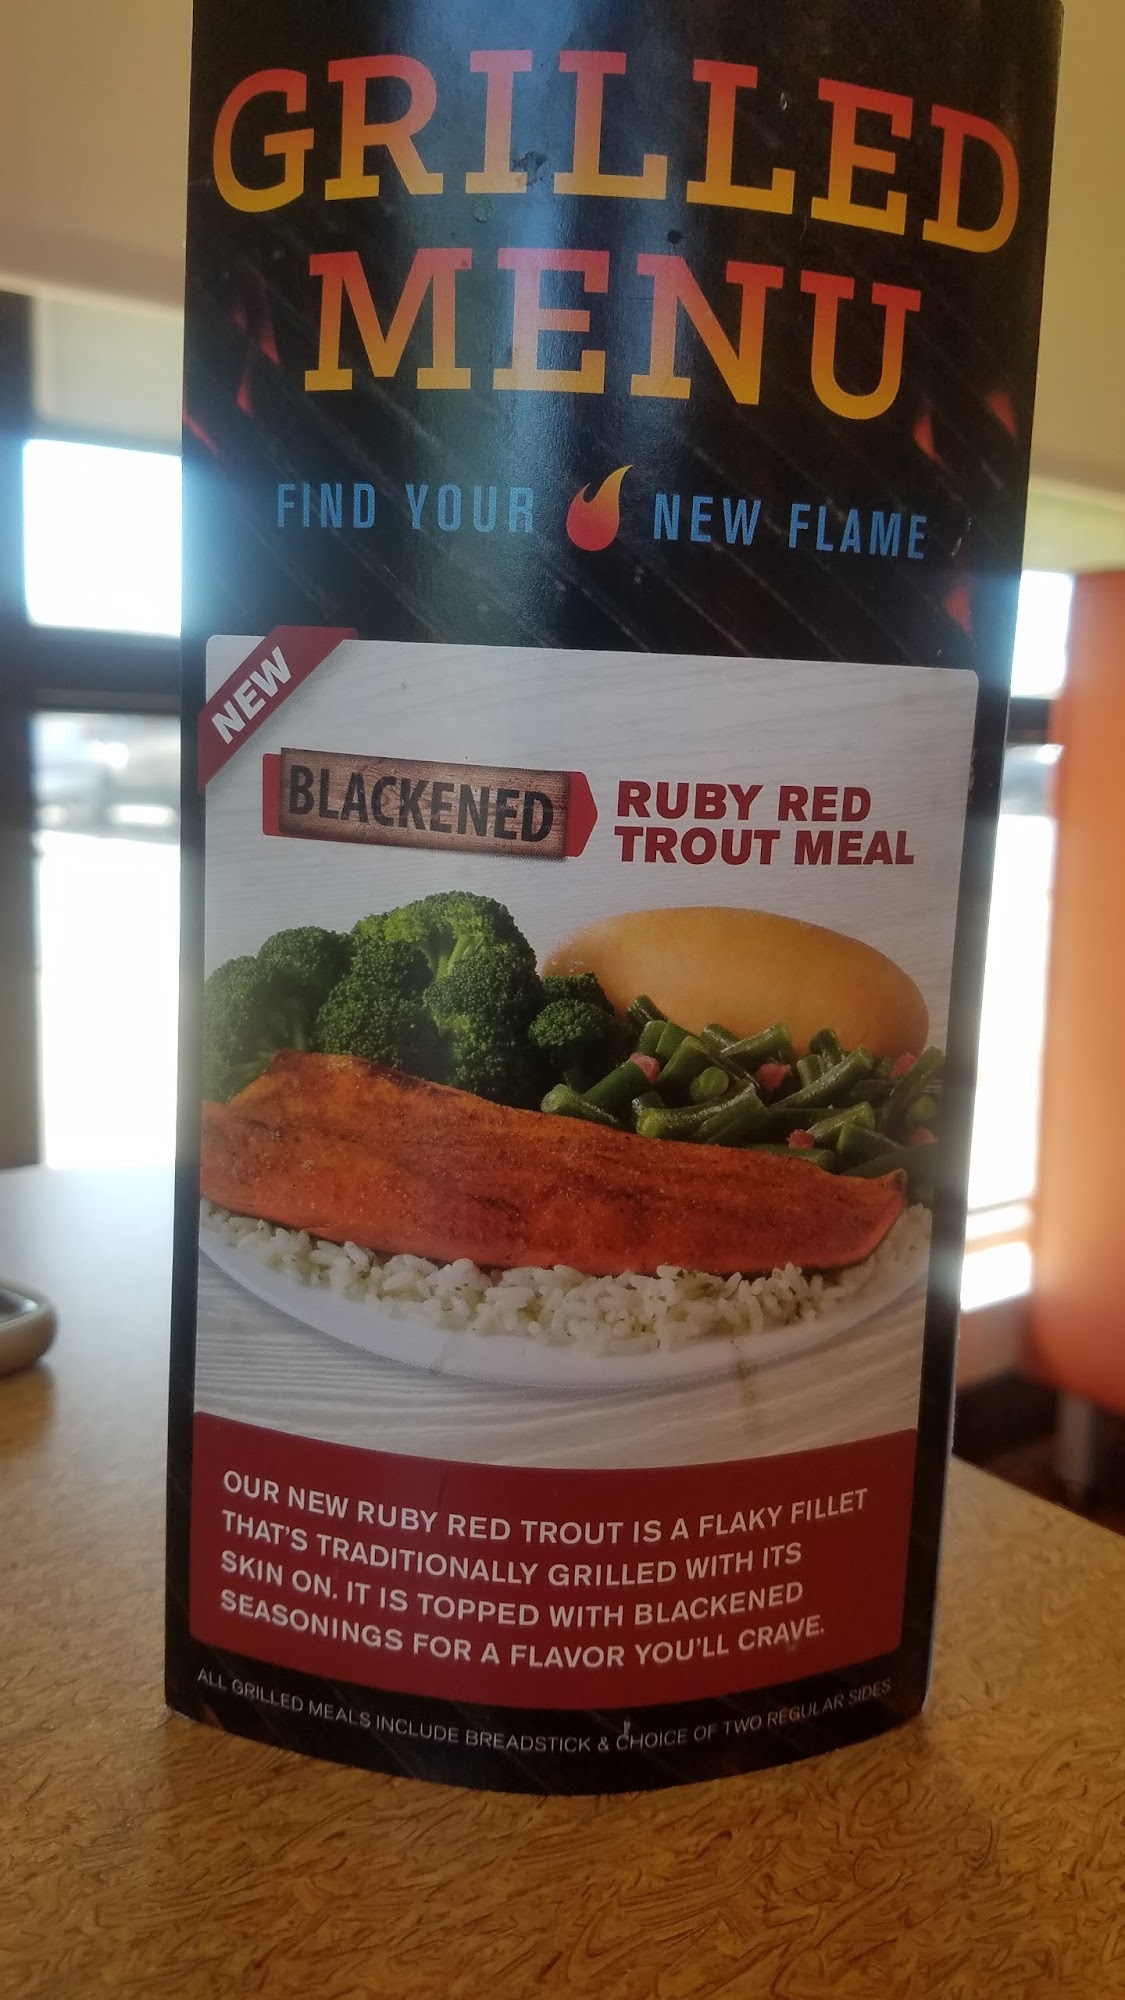 GRILLED
MENU
FIND YOUR NEW FLAME
NEW
BLACKENED
RUBY RED
TROUT MEAL
OUR NEW RUBY RED TROUT IS A FLAKY FILLET
THAT'S TRADITIONALLY GRILLED WITH ITS
SKIN ON. IT IS TOPPED WITH BLACKENED
SEASONINGS FOR A FLAVOR YOU'LL CRAVE.
ALL GRILLED MEALS INCLUDE BREADSTICK & CHOICE OF TWO REGULAR SIDES